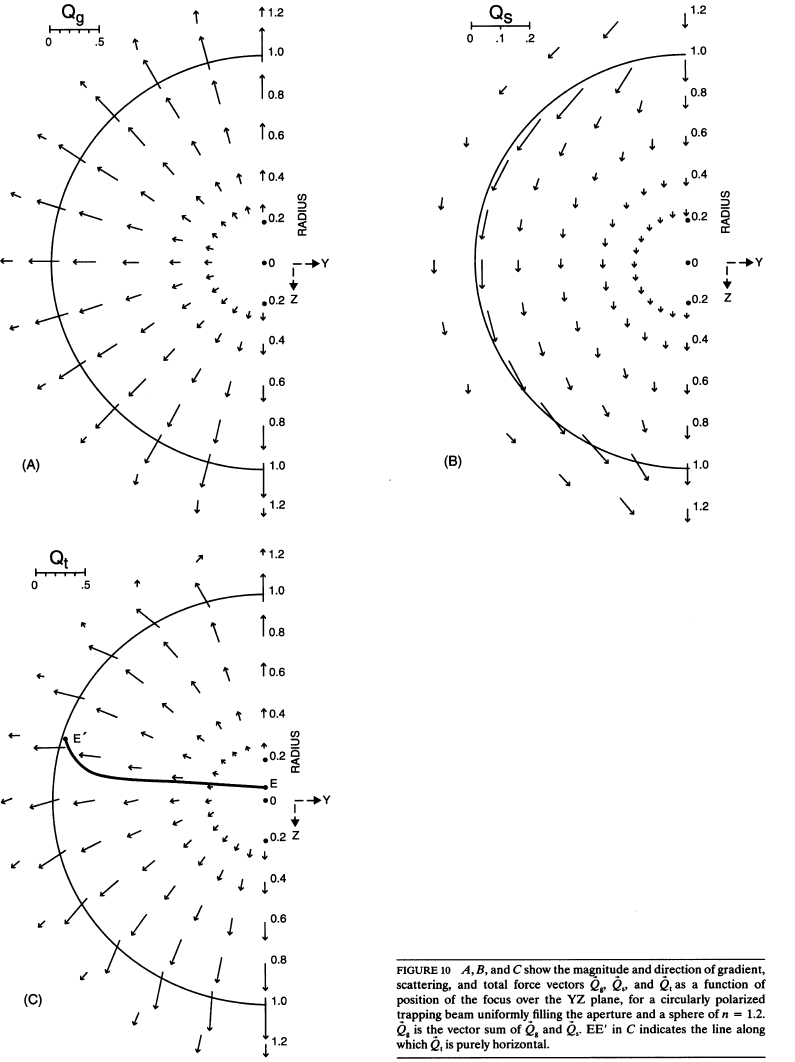 Qg
0 .5
1.2
1.0
0.8
0.6
0.4
0.2
RADIUS
0
Y
Z
0.2
0.4
0.6
0.8
1.0
1.2
(A)
Qs
0 .1 .2
1.2
1.0
0.8
0.6
0.4
0.2
RADIUS
0
Y
Z
0.2
0.4
0.6
0.8
1.0
1.2
(B)
Qt
0 .5
1.2
1.0
0.8
0.6
0.4
0.2
RADIUS
E′
E
0
Y
Z
0.2
0.4
0.6
0.8
1.0
1.2
(C)
FIGURE 10 A, B, and C show the magnitude and direction of gradient,
scattering, and total force vectors Q⃗g, Q⃗s, and Q⃗t as a function of
position of the focus over the YZ plane, for a circularly polarized
trapping beam uniformly filling the aperture and a sphere of n = 1.2.
Q⃗g is the vector sum of Q⃗g and Q⃗s. EE′ in C indicates the line along
which Q⃗t is purely horizontal.